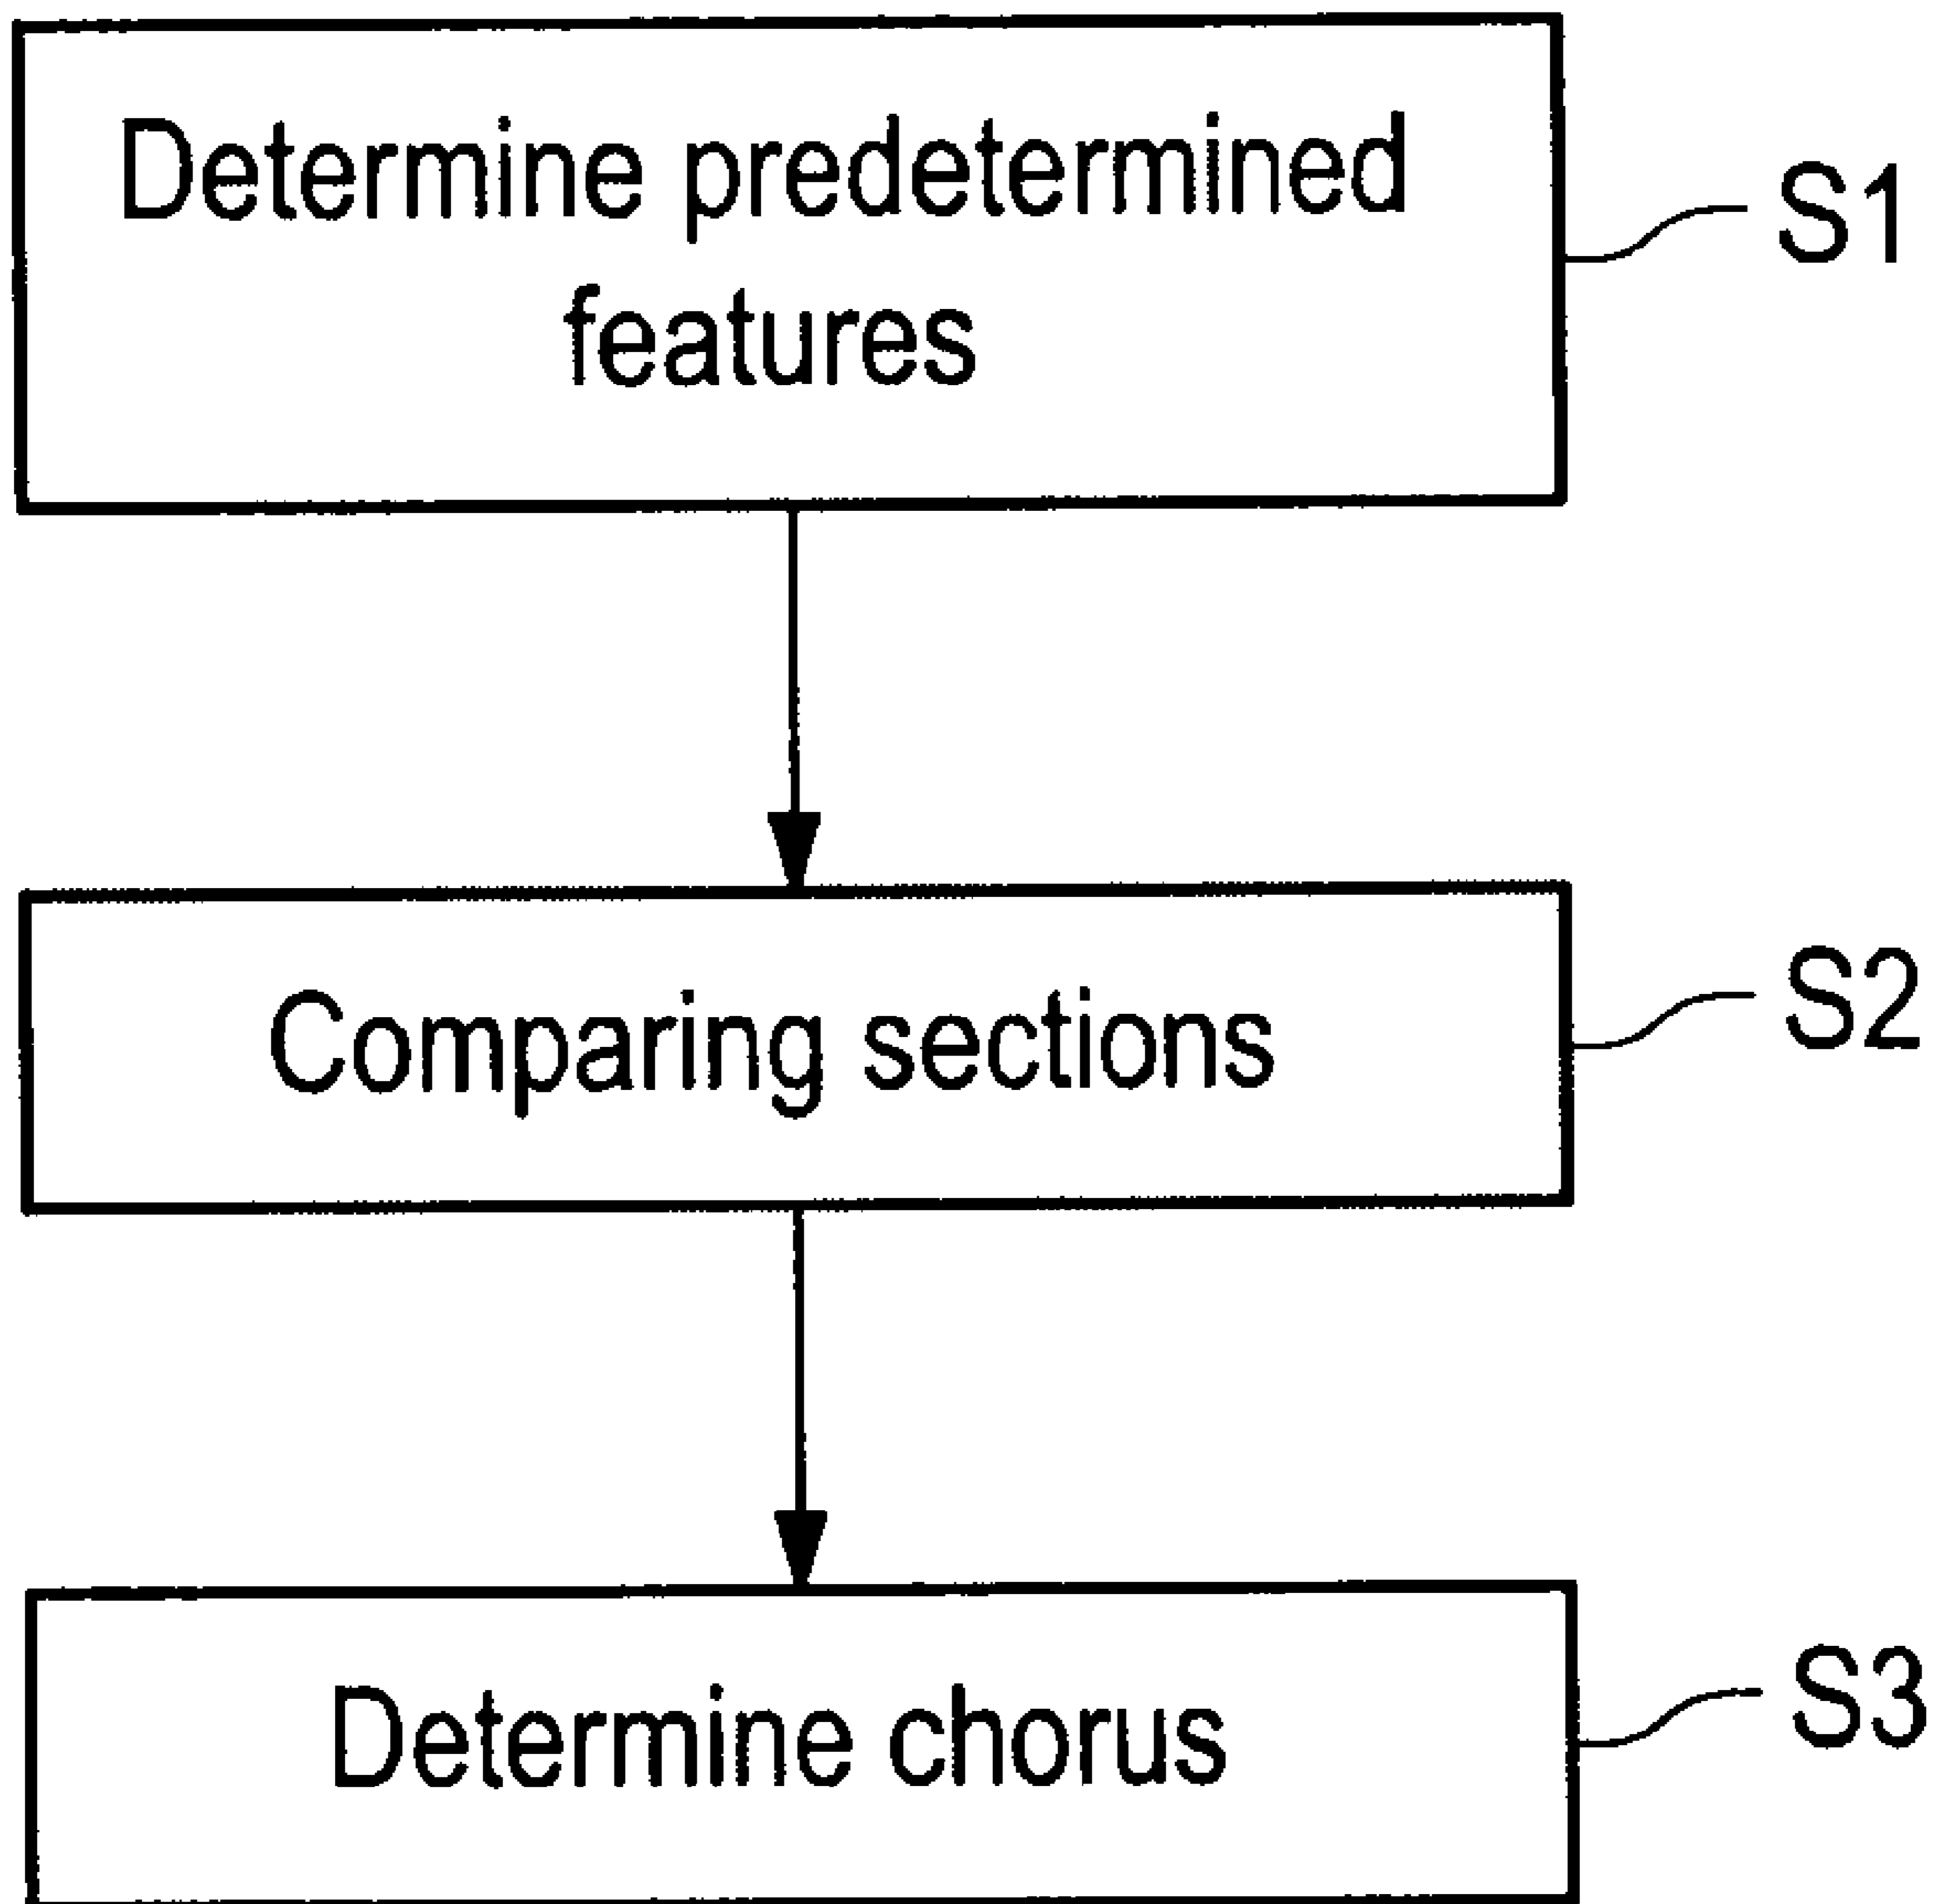 Determine predetermined
features
S1
Comparing sections
S2
Determine chorus
S3